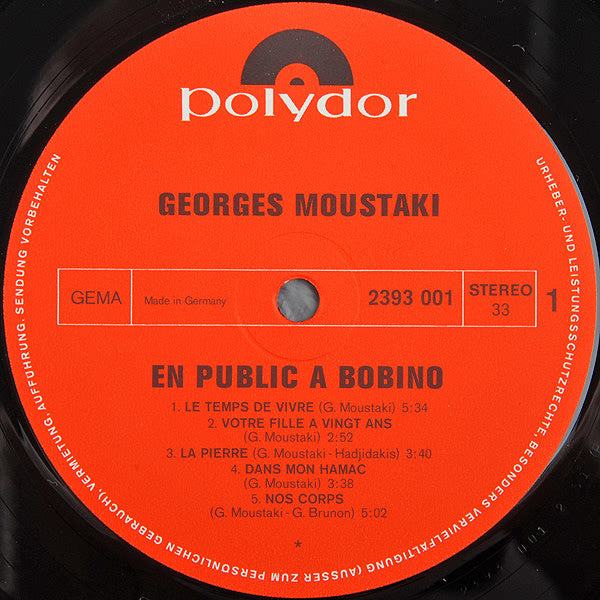 polydor
GEORGES MOUSTAKI
GEMA
Made in Germany
2393 001
STEREO
33
1
EN PUBLIC A BOBINO
1. LE TEMPS DE VIVRE (G. Moustaki) 5:34
2. VOTRE FILLE A VINGT ANS
(G. Moustaki) 2:52
3. LA PIERRE (G. Moustaki - Hadjidakis) 3:40
4. DANS MON HAMAC
(G. Moustaki) 3:38
5. NOS CORPS
(G. Moustaki - G. Brunon) 5:02
*
URHEBER- UND LEISTUNGSSCHUTZRECHTE, BESONDERS VERVIELFÄLTIGUNG (AUSSER ZUM PERSÖNLICHEN GEBRAUCH), VERMIETUNG, AUFFÜHRUNG, SENDUNG VORBEHALTEN